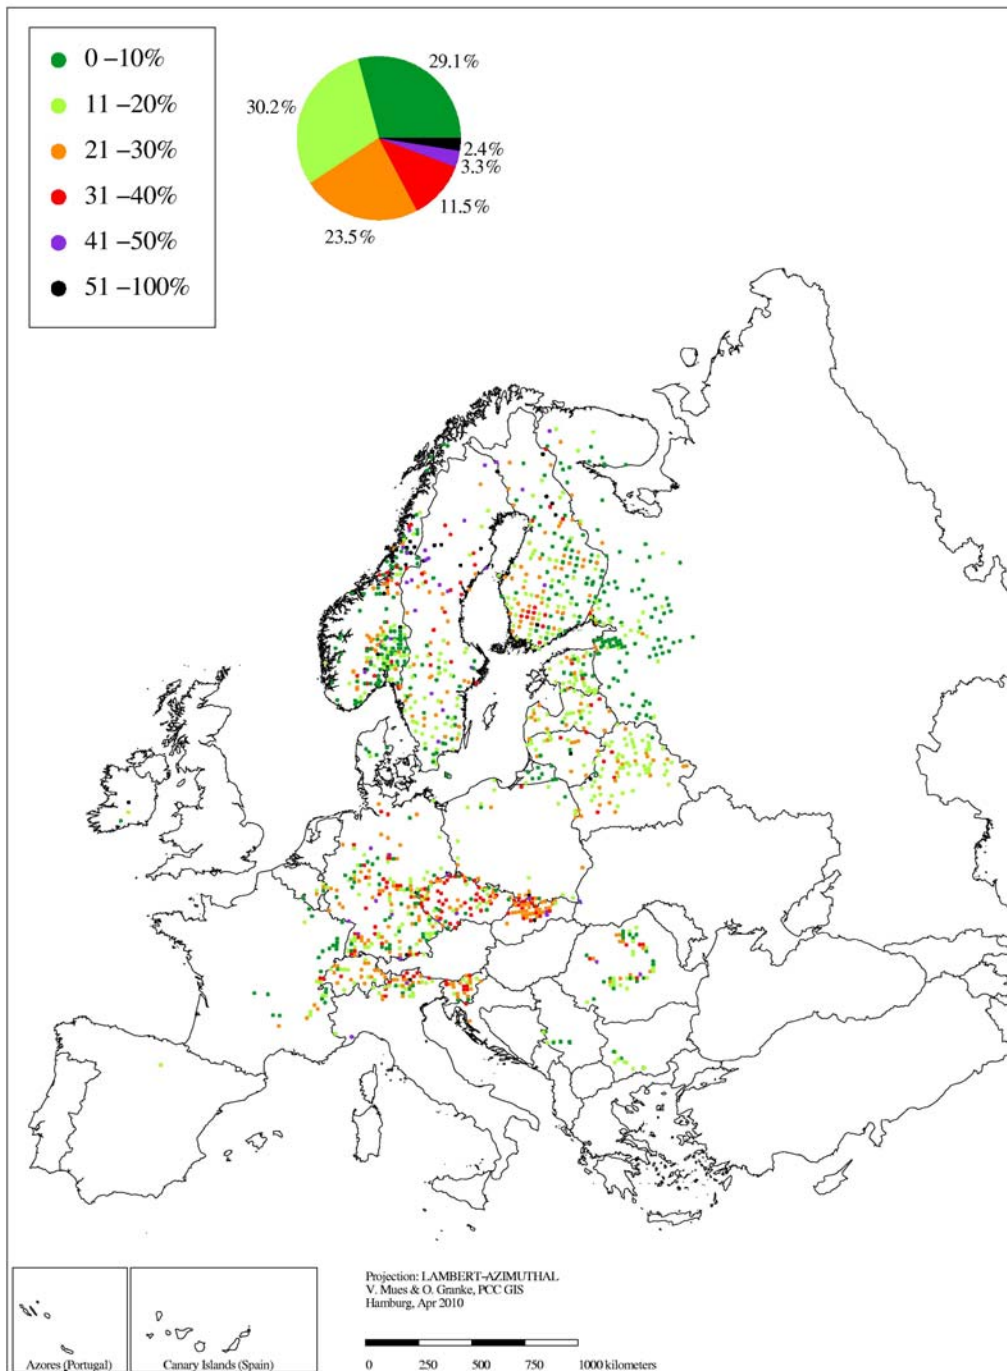 0 –10%
11 –20%
21 –30%
31 –40%
41 –50%
51 –100%
29.1%
30.2%
2.4%
3.3%
11.5%
23.5%
Projection: LAMBERT–AZIMUTHAL
V. Mues & O. Granke, PCC GIS
Hamburg, Apr 2010
Azores (Portugal)
Canary Islands (Spain)
0 250 500 750 1000 kilometers